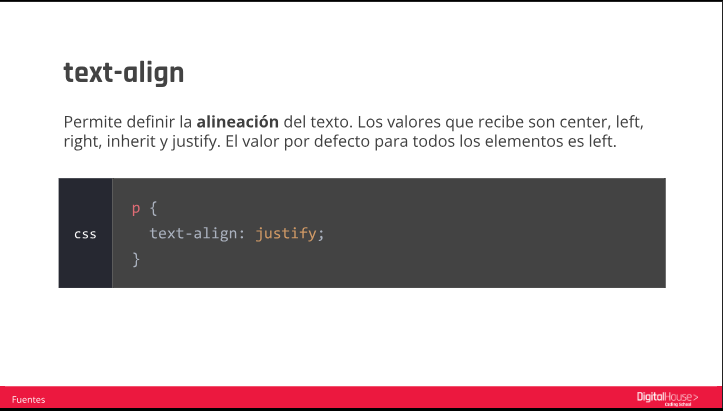 text-align
Permite definir la alineación del texto. Los valores que recibe son center, left,
right, inherit y justify. El valor por defecto para todos los elementos es left.
css
p {
text-align: justify;
}
Fuentes
DigitalHouse>
Coding School